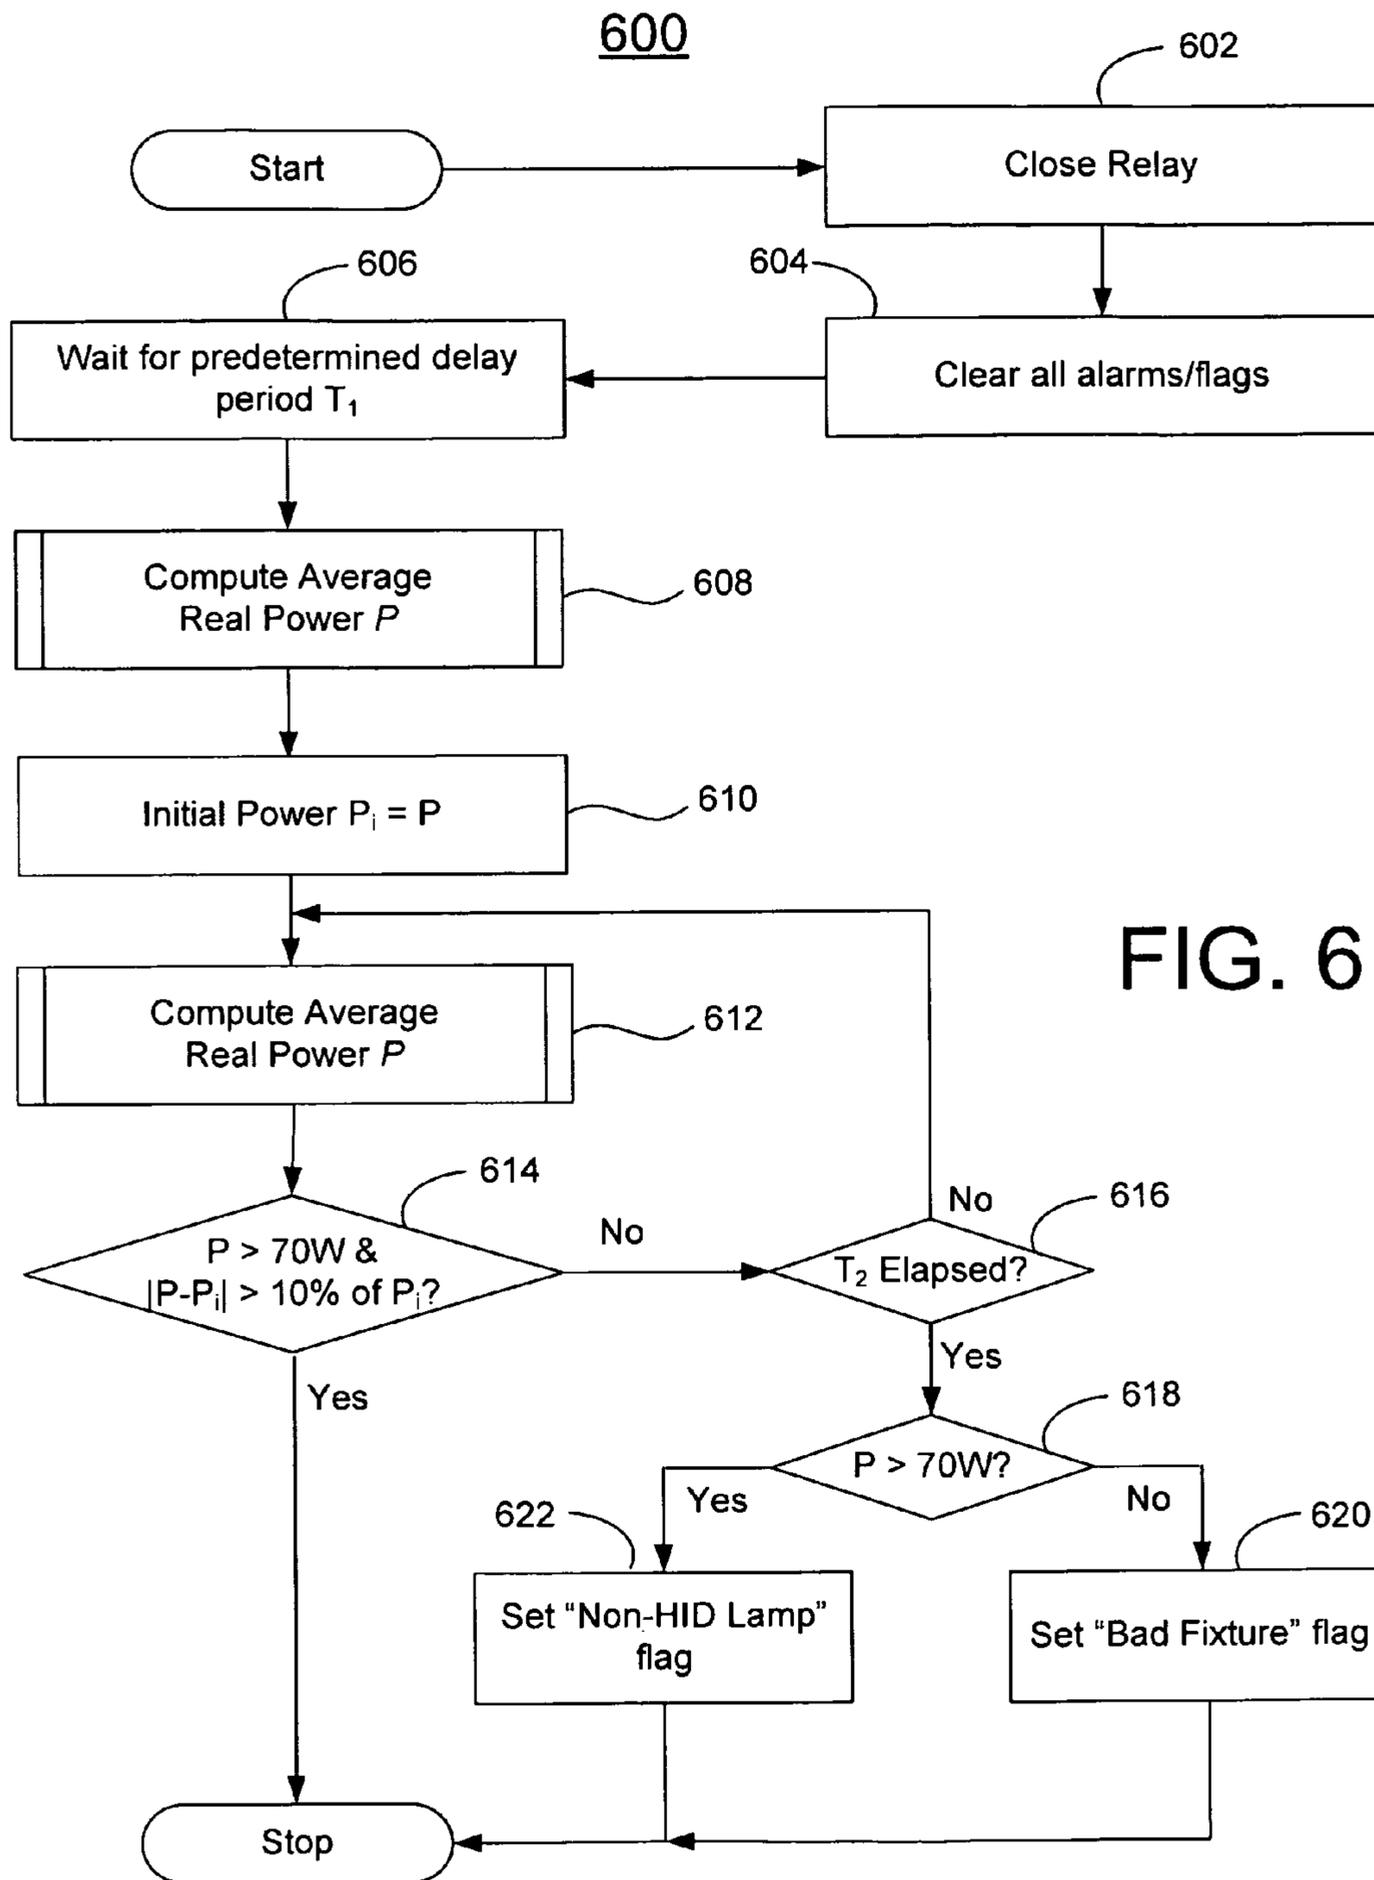 600
602
Start
Close Relay
606
604
Wait for predetermined delay
period T₁
Clear all alarms/flags
Compute Average
Real Power P
608
Initial Power Pᵢ = P
610
FIG. 6
Compute Average
Real Power P
612
614
616
No
No
P > 70W &
|P-Pᵢ| > 10% of Pᵢ?
T₂ Elapsed?
Yes
Yes
618
P > 70W?
Yes
No
622
620
Set “Non-HID Lamp”
flag
Set “Bad Fixture” flag
Stop